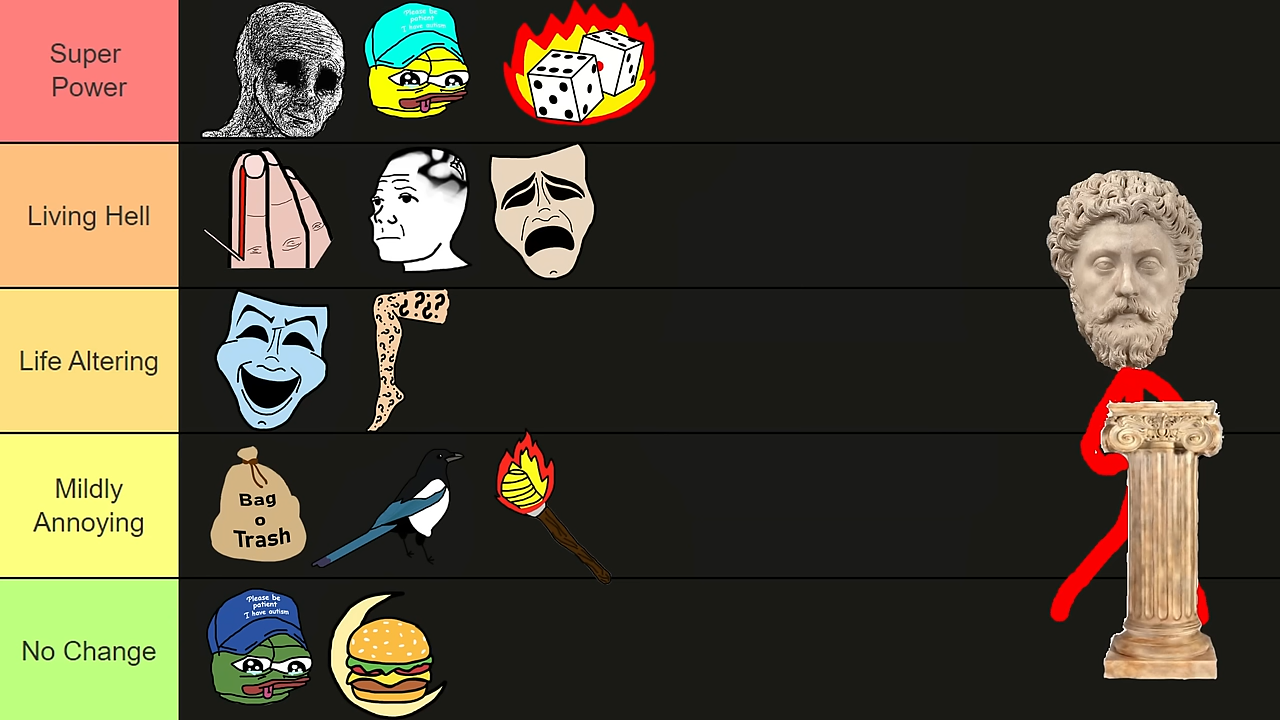 Super
Power
Please be
patient
I have autism
Living Hell
Life Altering
? ? ¿ ?
Mildly
Annoying
Bag
o
Trash
No Change
Please be
patient
I have autism